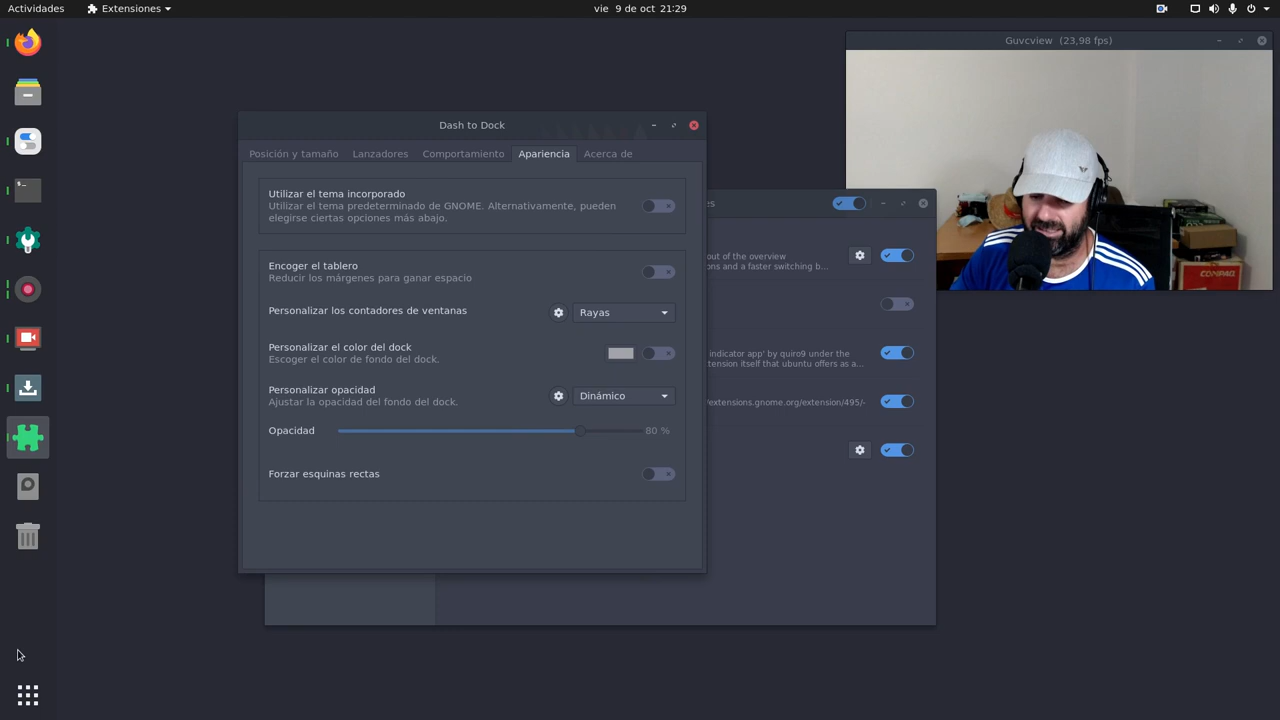 Actividades
Extensiones
vie 9 de oct 21:29
Guvcview (23,98 fps)
Dash to Dock
Posición y tamaño
Lanzadores
Comportamiento
Apariencia
Acerca de
Utilizar el tema incorporado
Utilizar el tema predeterminado de GNOME. Alternativamente, pueden
elegirse ciertas opciones más abajo.
Encoger el tablero
Reducir los márgenes para ganar espacio
Personalizar los contadores de ventanas
Rayas
Personalizar el color del dock
Escoger el color de fondo del dock.
Personalizar opacidad
Ajustar la opacidad del fondo del dock.
Dinámico
Opacidad
80 %
Forzar esquinas rectas
es
out of the overview
ons and a faster switching b...
indicator app' by quiro9 under the
tension itself that ubuntu offers as a...
/extensions.gnome.org/extension/495/-
COMPAQ